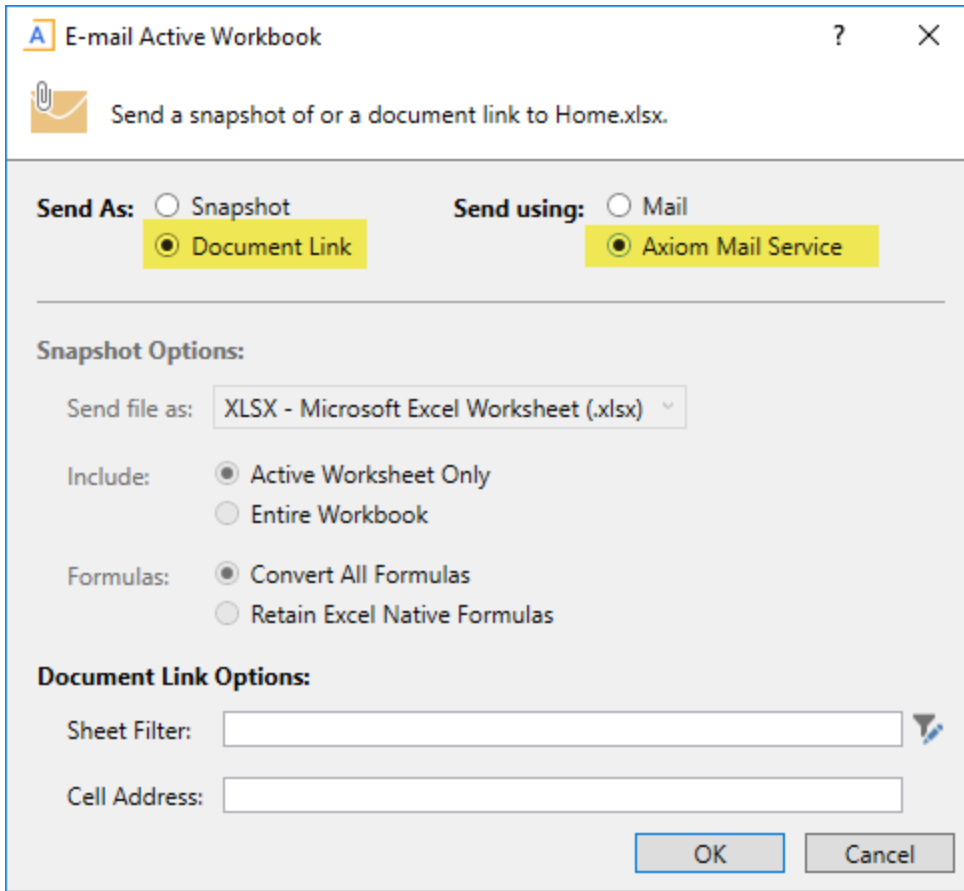 A E-mail Active Workbook ? X
Send a snapshot of or a document link to Home.xlsx.
Send As: Snapshot Send using: Mail
Document Link Axiom Mail Service
Snapshot Options:
Send file as: XLSX - Microsoft Excel Worksheet (.xlsx)
Include: Active Worksheet Only
Entire Workbook
Formulas: Convert All Formulas
Retain Excel Native Formulas
Document Link Options:
Sheet Filter:
Cell Address:
OK Cancel